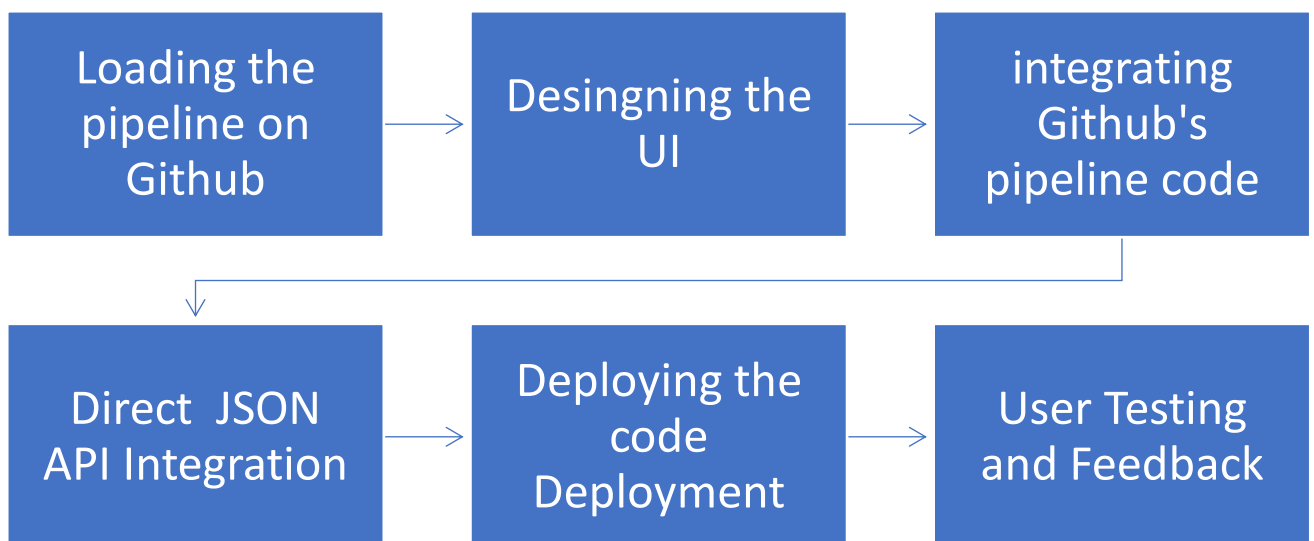 Loading the
pipeline on
Github
Desingning the
UI
integrating
Github's
pipeline code
Direct  JSON
API Integration
Deploying the
code
Deployment
User Testing
and Feedback